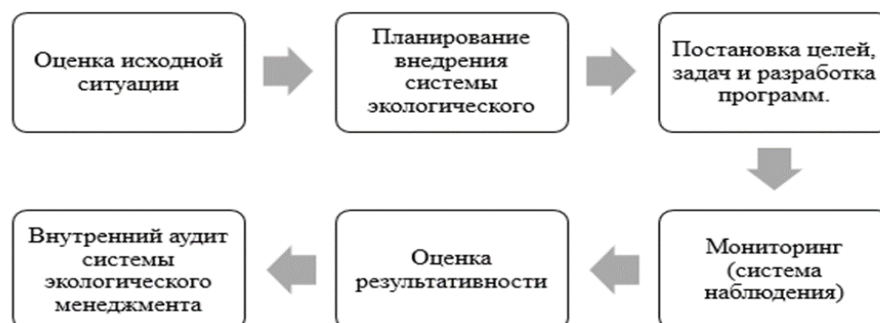 Оценка исходной
ситуации
Планирование
внедрения
системы
экологического
Постановка целей,
задач и разработка
программ.
Мониторинг
(система
наблюдения)
Оценка
результативности
Внутренний аудит
системы
экологического
менеджмента